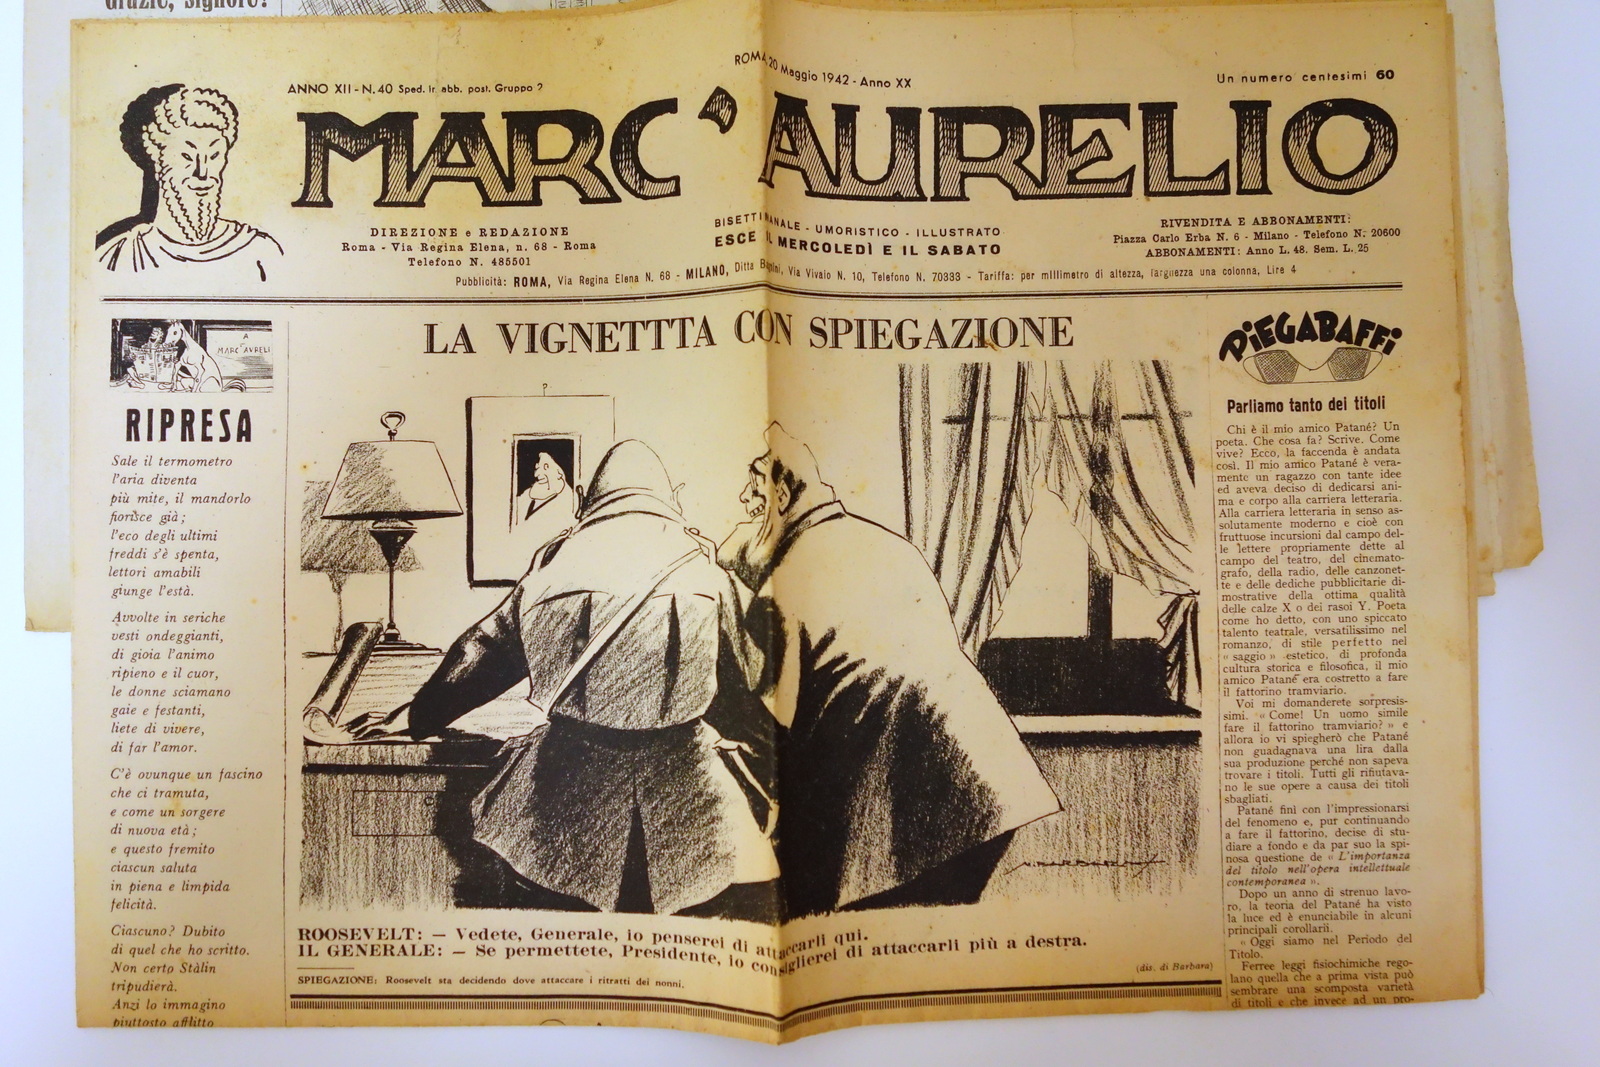 Grazie, signore!
ROMA 20 Maggio 1942 - Anno XX
ANNO XII - N. 40 Sped. in abb. post. Gruppo 2
Un numero centesimi 60
MARC'AURELIO
DIREZIONE e REDAZIONE
Roma - Via Regina Elena, n. 68 - Roma
Telefono N. 485501
BISETTIMANALE - UMORISTICO - ILLUSTRATO
ESCE IL MERCOLEDÌ E IL SABATO
RIVENDITA E ABBONAMENTI:
Piazza Carlo Erba N. 6 - Milano - Telefono N. 20600
ABBONAMENTI: Anno L. 48. Sem. L. 25
Pubblicità: ROMA, Via Regina Elena N. 68 - MILANO, Ditta Via Vivaio N. 10, Telefono N. 70333 - Tariffa: per millimetro di altezza, larghezza una colonna, Lire 4
A
MARC'AVRELI
RIPRESA
Sale il termometro
l'aria diventa
più mite, il mandorlo
fiorisce già;
l'eco degli ultimi
freddi s'è spenta,
lettori amabili
giunge l'està.
Avvolte in seriche
vesti ondeggianti,
di gioia l'animo
ripieno e il cuor,
le donne sciamano
gaie e festanti,
liete di vivere,
di far l'amor.
C'è ovunque un fascino
che ci tramuta,
e come un sorgere
di nuova età;
e questo fremito
ciascun saluta
in piena e limpida
felicità.
Ciascuno? Dubito
di quel che ho scritto.
Non certo Stàlin
tripudierà.
Anzi lo immagino
piuttosto afflitto
LA VIGNETTTA CON SPIEGAZIONE
ROOSEVELT: — Vedete, Generale, io penserei di attaccarli qui.
IL GENERALE: — Se permettete, Presidente, io consiglierei di attaccarli più a destra.
(dis. di Barbara)
SPIEGAZIONE: Roosevelt sta decidendo dove attaccare i ritratti dei nonni.
PIEGABAFFI
Parliamo tanto dei titoli
Chi è il mio amico Patané? Un
poeta. Che cosa fa? Scrive. Come
vive? Ecco, la faccenda è andata
così. Il mio amico Patané è vera-
mente un ragazzo con tante idee
ed aveva deciso di dedicarsi ani-
ma e corpo alla carriera letteraria.
Alla carriera letteraria in senso as-
solutamente moderno e cioè con
fruttuose incursioni dal campo del-
le lettere propriamente dette al
campo del teatro, del cinemato-
grafo, della radio, delle canzonet-
te e delle dediche pubblicitarie di-
mostrative della ottima qualità
delle calze X o dei rasoi Y. Poeta
come ho detto, con uno spiccato
talento teatrale, versatilissimo nel
romanzo, di stile perfetto nel
« saggio » estetico, di profonda
cultura storica e filosofica, il mio
amico Patané era costretto a fare
il fattorino tramviario.
Voi mi domanderete sorpresis-
simi. « Come! Un uomo simile
fare il fattorino tramviario? » e
allora io vi spiegherò che Patané
non guadagnava una lira dalla
sua produzione perché non sapeva
trovare i titoli. Tutti gli rifiutava-
no le sue opere a causa dei titoli
sbagliati.
Patané finì con l'impressionarsi
del fenomeno e, pur continuando
a fare il fattorino, decise di stu-
diare a fondo e da par suo la spi-
nosa questione de « L'importanza
del titolo nell'opera intellettuale
contemporanea ».
Dopo un anno di strenuo lavo-
ro, la teoria del Patané ha visto
la luce ed è enunciabile in alcuni
principali corollarii.
« Oggi siamo nel Periodo del
Titolo.
Ferree leggi fisiochimiche rego-
lano quella che a prima vista può
sembrare una scomposta varietà
di titoli e che invece ad un pro-